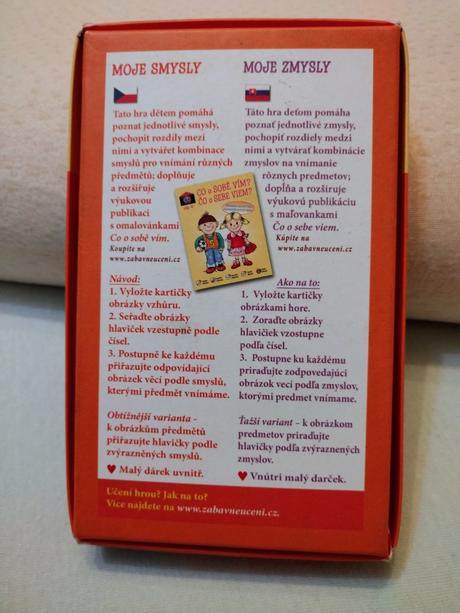 MOJE SMYSLY
Tato hra dětem pomáhá
poznat jednotlivé smysly,
pochopit rozdíly mezi
nimi a vytvářet kombinace
smyslů pro vnímání různých
předmětů; doplňuje
a rozšiřuje
výukovou
publikaci
s omalovánkami
Co o sobě vím.
Koupíte na
www.zabavneuceni.cz
Návod:
1. Vyložte kartičky
obrázky vzhůru.
2. Seřaďte obrázky
hlaviček vzestupně podle
čísel.
3. Postupně ke každému
přiřazujte odpovídající
obrázek věcí podle smyslů,
kterými předmět vnímáme.
Obtížnější varianta -
k obrázkům předmětů
přiřazujte hlavičky podle
zvýrazněných smyslů.
♥ Malý dárek uvnitř.
MOJE ZMYSLY
Táto hra deťom pomáha
poznať jednotlivé zmysly,
pochopiť rozdiely medzi
nimi a vytvárať kombinácie
zmyslov na vnímanie
rôznych predmetov;
dopĺňa a rozširuje
výukovú publikáciu
s maľovankami
Čo o sebe viem.
Kúpite na
www.zabavneuceni.cz
Ako na to:
1. Vyložte kartičky
obrázkami hore.
2. Zoraďte obrázky
hlavičiek vzostupne
podľa čísel.
3. Postupne ku každému
priraďujte zodpovedajúci
obrázok vecí podľa zmyslov,
ktorými predmet vnímame.
Ťažší variant – k obrázkom
predmetov priraďujte
hlavičky podľa zvýraznených
zmyslov.
♥ Vnútri malý darček.
CO o SOBĚ VÍM?
ČO o SEBE VIEM?
Učení hrou? Jak na to?
Více najdete na www.zabavneuceni.cz.